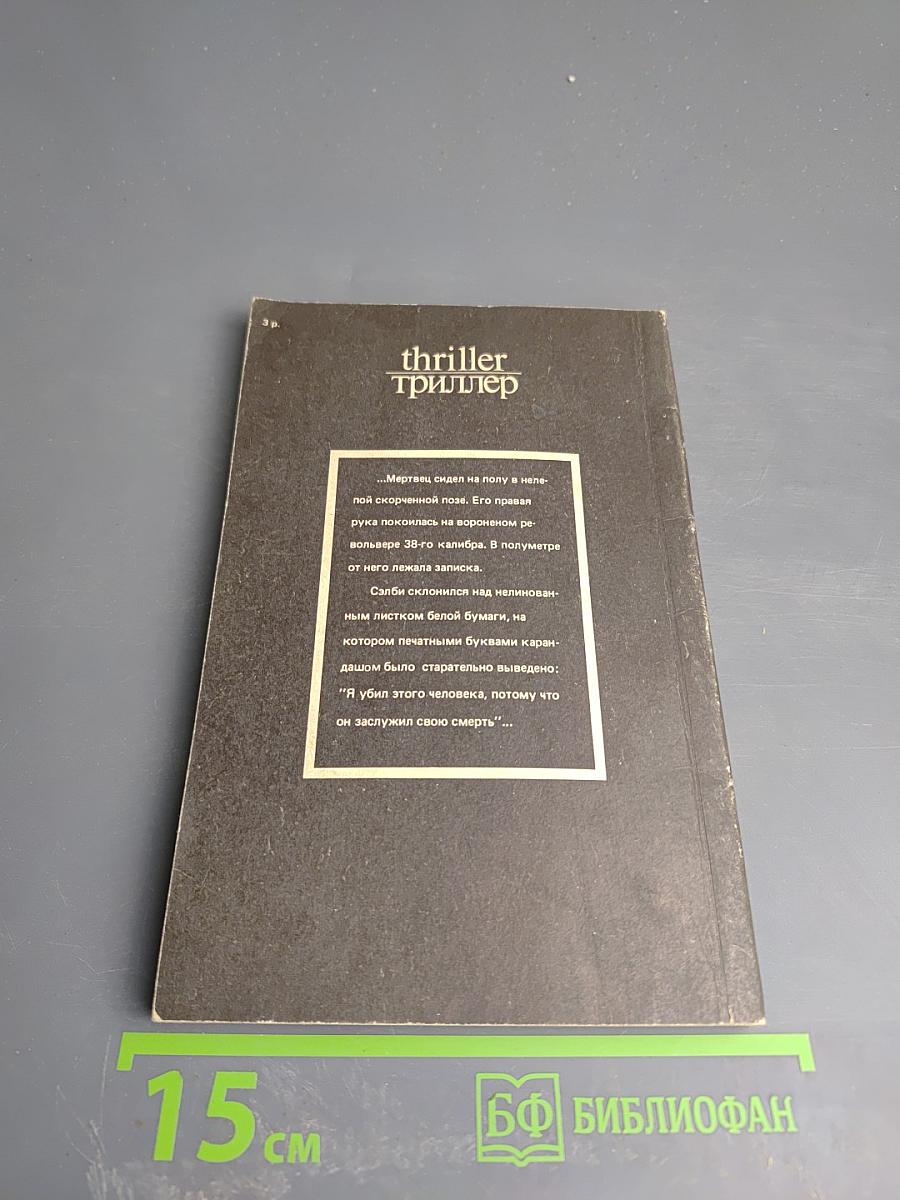 3 р.
thriller
триллер
...Мертвец сидел на полу в неле-
пой скорченной позе. Его правая
рука покоилась на вороненом ре-
вольвере 38-го калибра. В полуметре
от него лежала записка.
Сэлби склонился над нелинован-
ным листком белой бумаги, на
котором печатными буквами каран-
дашом было старательно выведено:
"Я убил этого человека, потому что
он заслужил свою смерть"...
15 см
БФ БИБЛИОФАН